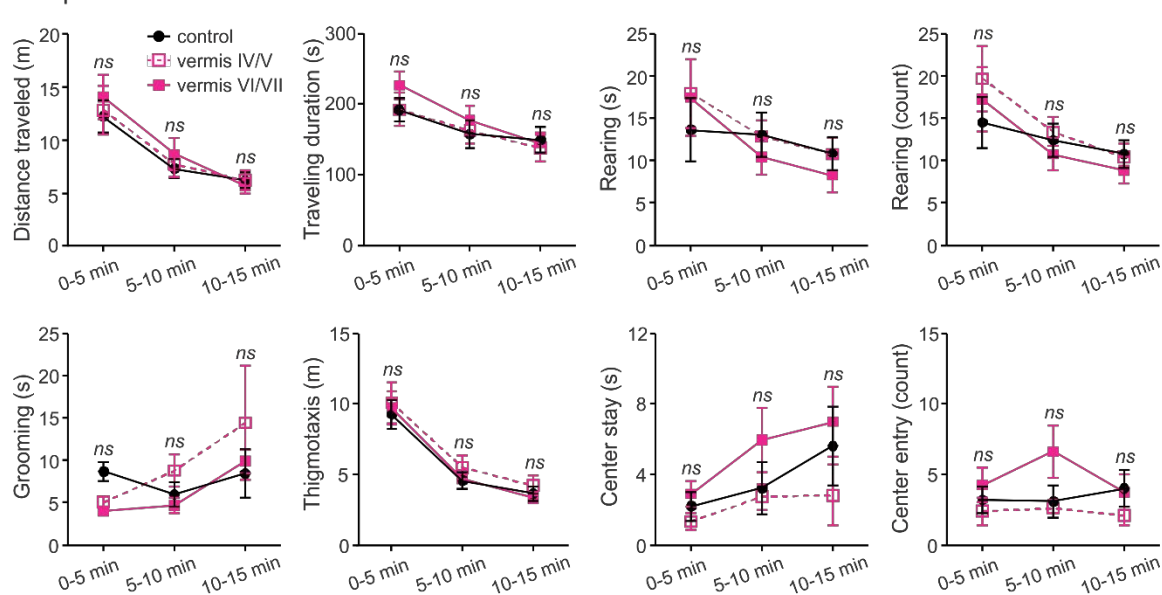 Distance traveled (m)
20
15
10
5
0
ns
ns
ns
control
vermis IV/V
vermis VI/VII
0-5 min
5-10 min
10-15 min
Traveling duration (s)
300
200
100
0
ns
ns
ns
0-5 min
5-10 min
10-15 min
Rearing (s)
25
20
15
10
5
0
ns
ns
ns
0-5 min
5-10 min
10-15 min
Rearing (count)
25
20
15
10
5
0
ns
ns
ns
0-5 min
5-10 min
10-15 min
Grooming (s)
25
20
15
10
5
0
ns
ns
ns
0-5 min
5-10 min
10-15 min
Thigmotaxis (m)
15
10
5
0
ns
ns
ns
0-5 min
5-10 min
10-15 min
Center stay (s)
12
8
4
0
ns
ns
ns
0-5 min
5-10 min
10-15 min
Center entry (count)
15
10
5
0
ns
ns
ns
0-5 min
5-10 min
10-15 min